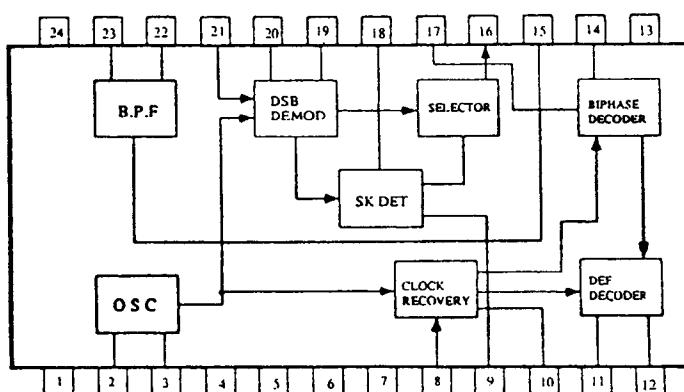 24 23 22 21 20 19 18 17 16 15 14 13
B.P.F
DSB
DEMOD
SELECTOR
BIPHASE
DECODER
SK DET
OSC
CLOCK
RECOVERY
DEF
DECODER
1 2 3 4 5 6 7 8 9 10 11 12